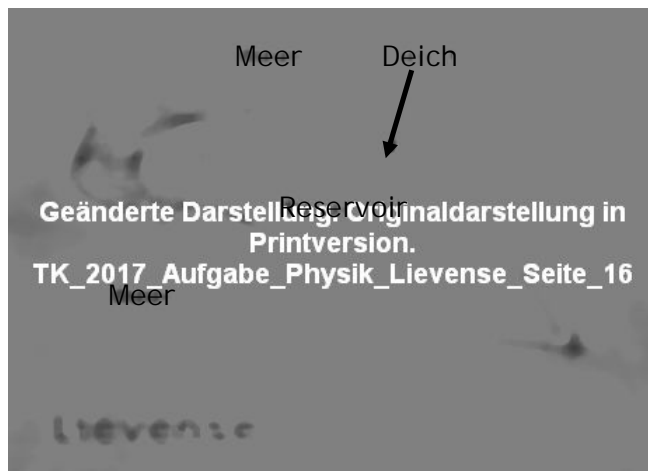 Meer Deich
Reservoir
Geänderte Darstellung. Originaldarstellung in
Printversion.
TK_2017_Aufgabe_Physik_Lievense_Seite_16
Meer
Lievense